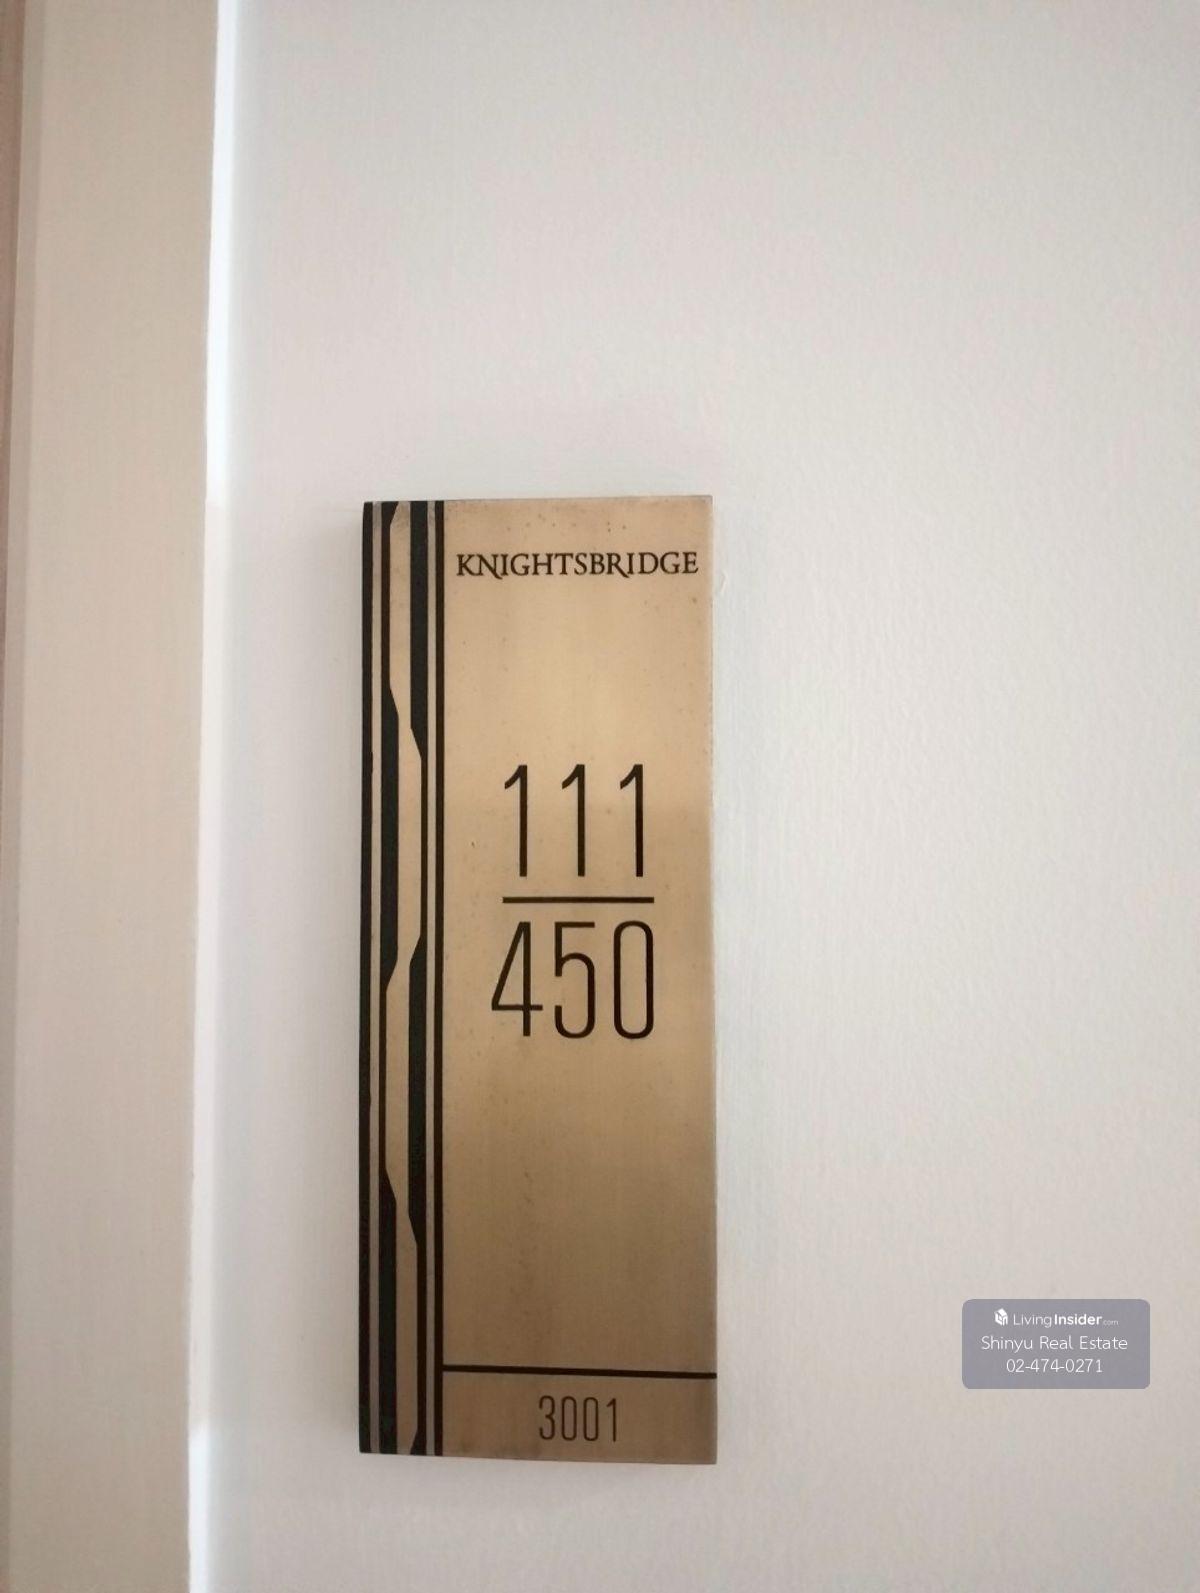 KNIGHTSBRIDGE
111
450
3001
LivingInsider.com
Shinyu Real Estate
02-474-0271